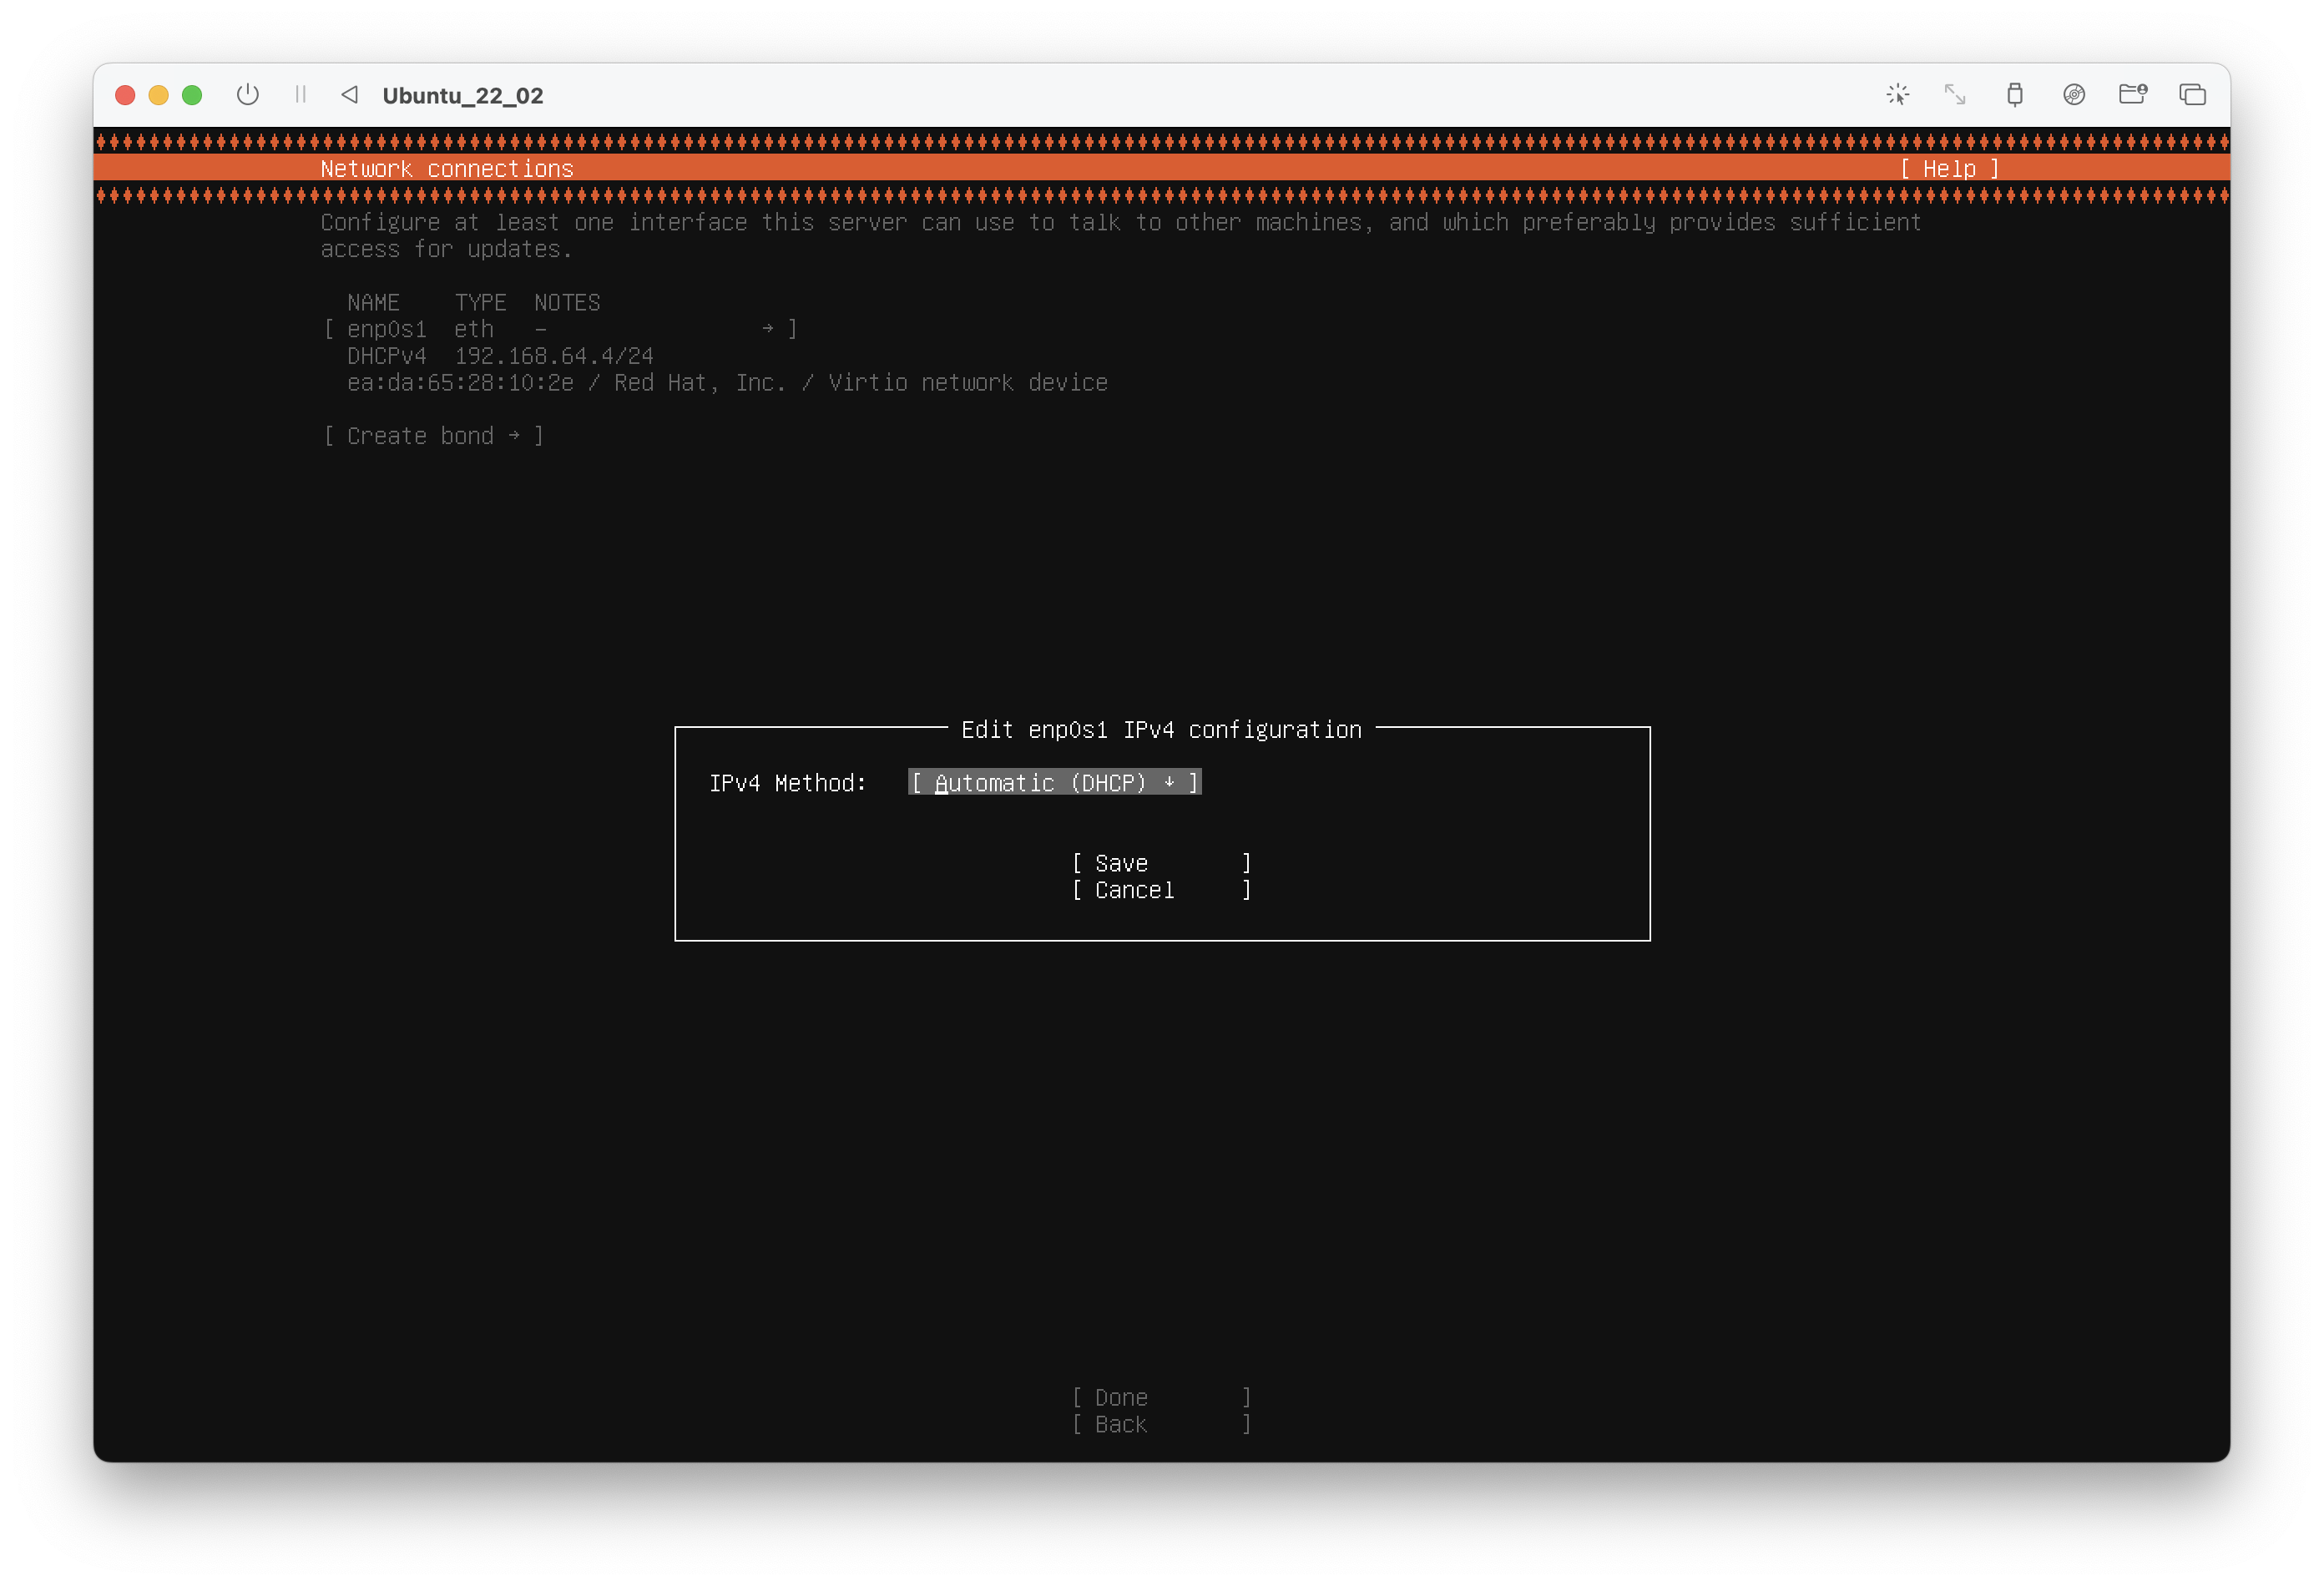 Ubuntu_22_02
Network connections [ Help ]
Configure at least one interface this server can use to talk to other machines, and which preferably provides sufficient
access for updates.
NAME TYPE NOTES
[ enp0s1 eth - → ]
DHCPv4 192.168.64.4/24
ea:da:65:28:10:2e / Red Hat, Inc. / Virtio network device
[ Create bond → ]
Edit enp0s1 IPv4 configuration
IPv4 Method: [ Automatic (DHCP) ↓ ]
[ Save ]
[ Cancel ]
[ Done ]
[ Back ]